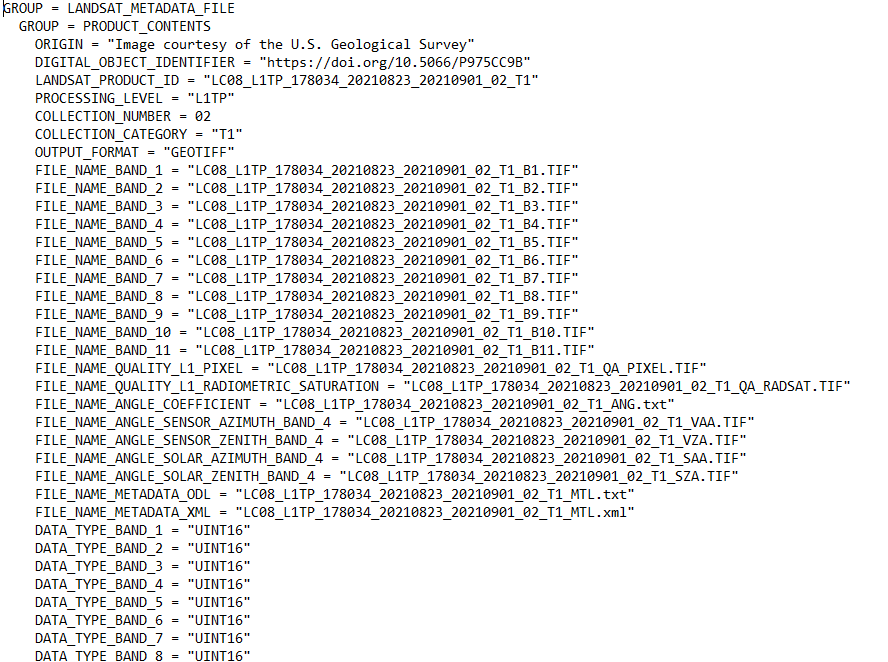 GROUP = LANDSAT_METADATA_FILE
GROUP = PRODUCT_CONTENTS
ORIGIN = "Image courtesy of the U.S. Geological Survey"
DIGITAL_OBJECT_IDENTIFIER = "https://doi.org/10.5066/P975CC9B"
LANDSAT_PRODUCT_ID = "LC08_L1TP_178034_20210823_20210901_02_T1"
PROCESSING_LEVEL = "L1TP"
COLLECTION_NUMBER = 02
COLLECTION_CATEGORY = "T1"
OUTPUT_FORMAT = "GEOTIFF"
FILE_NAME_BAND_1 = "LC08_L1TP_178034_20210823_20210901_02_T1_B1.TIF"
FILE_NAME_BAND_2 = "LC08_L1TP_178034_20210823_20210901_02_T1_B2.TIF"
FILE_NAME_BAND_3 = "LC08_L1TP_178034_20210823_20210901_02_T1_B3.TIF"
FILE_NAME_BAND_4 = "LC08_L1TP_178034_20210823_20210901_02_T1_B4.TIF"
FILE_NAME_BAND_5 = "LC08_L1TP_178034_20210823_20210901_02_T1_B5.TIF"
FILE_NAME_BAND_6 = "LC08_L1TP_178034_20210823_20210901_02_T1_B6.TIF"
FILE_NAME_BAND_7 = "LC08_L1TP_178034_20210823_20210901_02_T1_B7.TIF"
FILE_NAME_BAND_8 = "LC08_L1TP_178034_20210823_20210901_02_T1_B8.TIF"
FILE_NAME_BAND_9 = "LC08_L1TP_178034_20210823_20210901_02_T1_B9.TIF"
FILE_NAME_BAND_10 = "LC08_L1TP_178034_20210823_20210901_02_T1_B10.TIF"
FILE_NAME_BAND_11 = "LC08_L1TP_178034_20210823_20210901_02_T1_B11.TIF"
FILE_NAME_QUALITY_L1_PIXEL = "LC08_L1TP_178034_20210823_20210901_02_T1_QA_PIXEL.TIF"
FILE_NAME_QUALITY_L1_RADIOMETRIC_SATURATION = "LC08_L1TP_178034_20210823_20210901_02_T1_QA_RADSAT.TIF"
FILE_NAME_ANGLE_COEFFICIENT = "LC08_L1TP_178034_20210823_20210901_02_T1_ANG.txt"
FILE_NAME_ANGLE_SENSOR_AZIMUTH_BAND_4 = "LC08_L1TP_178034_20210823_20210901_02_T1_VAA.TIF"
FILE_NAME_ANGLE_SENSOR_ZENITH_BAND_4 = "LC08_L1TP_178034_20210823_20210901_02_T1_VZA.TIF"
FILE_NAME_ANGLE_SOLAR_AZIMUTH_BAND_4 = "LC08_L1TP_178034_20210823_20210901_02_T1_SAA.TIF"
FILE_NAME_ANGLE_SOLAR_ZENITH_BAND_4 = "LC08_L1TP_178034_20210823_20210901_02_T1_SZA.TIF"
FILE_NAME_METADATA_ODL = "LC08_L1TP_178034_20210823_20210901_02_T1_MTL.txt"
FILE_NAME_METADATA_XML = "LC08_L1TP_178034_20210823_20210901_02_T1_MTL.xml"
DATA_TYPE_BAND_1 = "UINT16"
DATA_TYPE_BAND_2 = "UINT16"
DATA_TYPE_BAND_3 = "UINT16"
DATA_TYPE_BAND_4 = "UINT16"
DATA_TYPE_BAND_5 = "UINT16"
DATA_TYPE_BAND_6 = "UINT16"
DATA_TYPE_BAND_7 = "UINT16"
DATA_TYPE_BAND_8 = "UINT16"